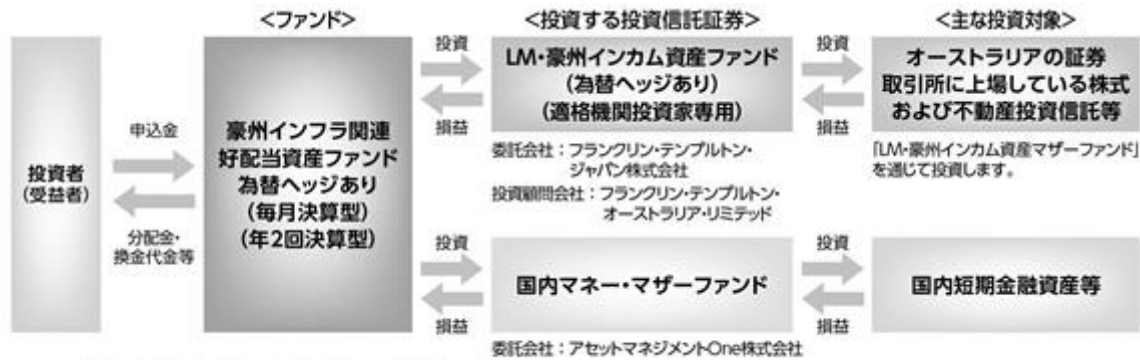 ＜ファンド＞
＜投資する投資信託証券＞
＜主な投資対象＞
投資者
(受益者)
申込金
分配金・
換金代金等
豪州インフラ関連
好配当資産ファンド
為替ヘッジあり
(毎月決算型)
(年2回決算型)
投資
損益
LM・豪州インカム資産ファンド
(為替ヘッジあり)
(適格機関投資家専用)
投資
損益
オーストラリアの証券
取引所に上場している株式
および不動産投資信託等
委託会社：フランクリン・テンプルトン・
ジャパン株式会社
投資顧問会社：フランクリン・テンプルトン・
オーストラリア・リミテッド
「LM・豪州インカム資産マザーファンド」
を通じて投資します。
投資
損益
国内マネー・マザーファンド
投資
損益
国内短期金融資産等
委託会社：アセットマネジメントOne株式会社